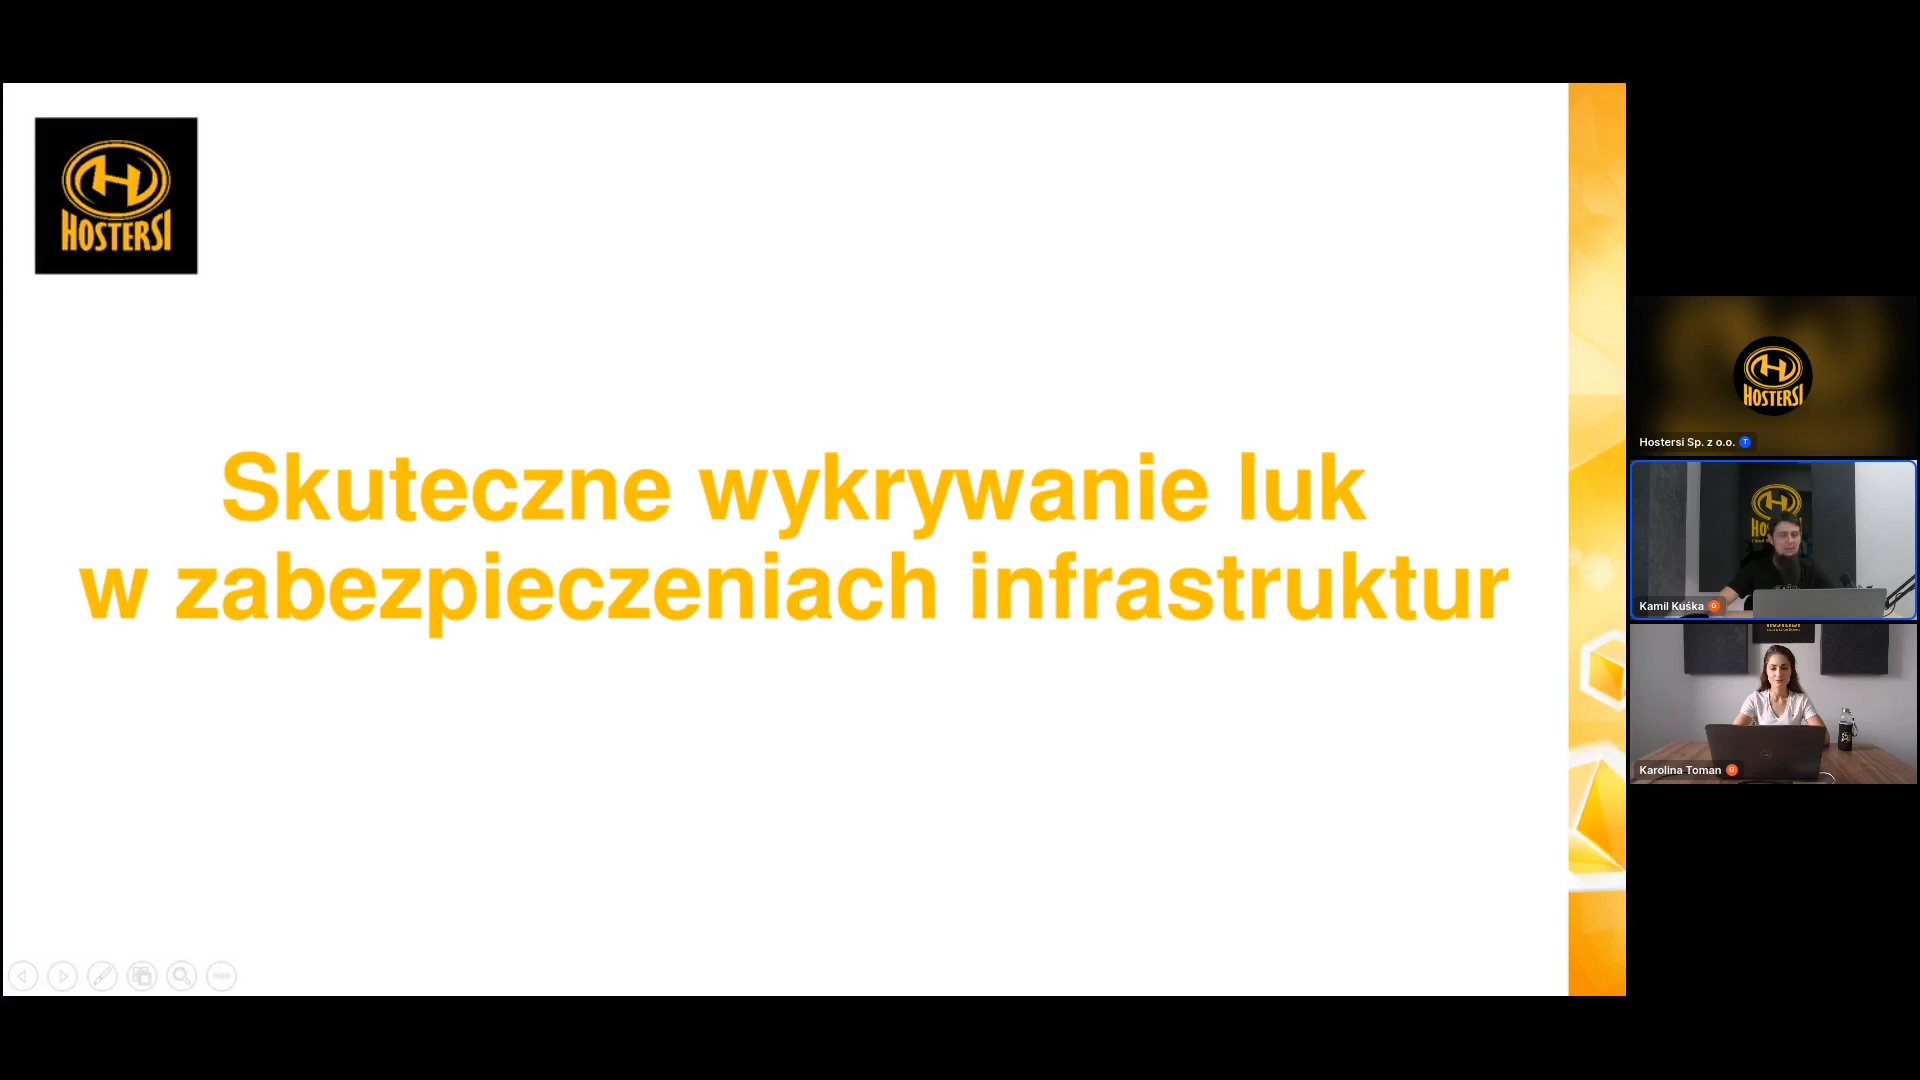 HOSTERSI
Skuteczne wykrywanie luk
w zabezpieczeniach infrastruktur
HOSTERSI
Hostersi Sp. z o.o. T
Kamil Kuśka G
Karolina Toman G